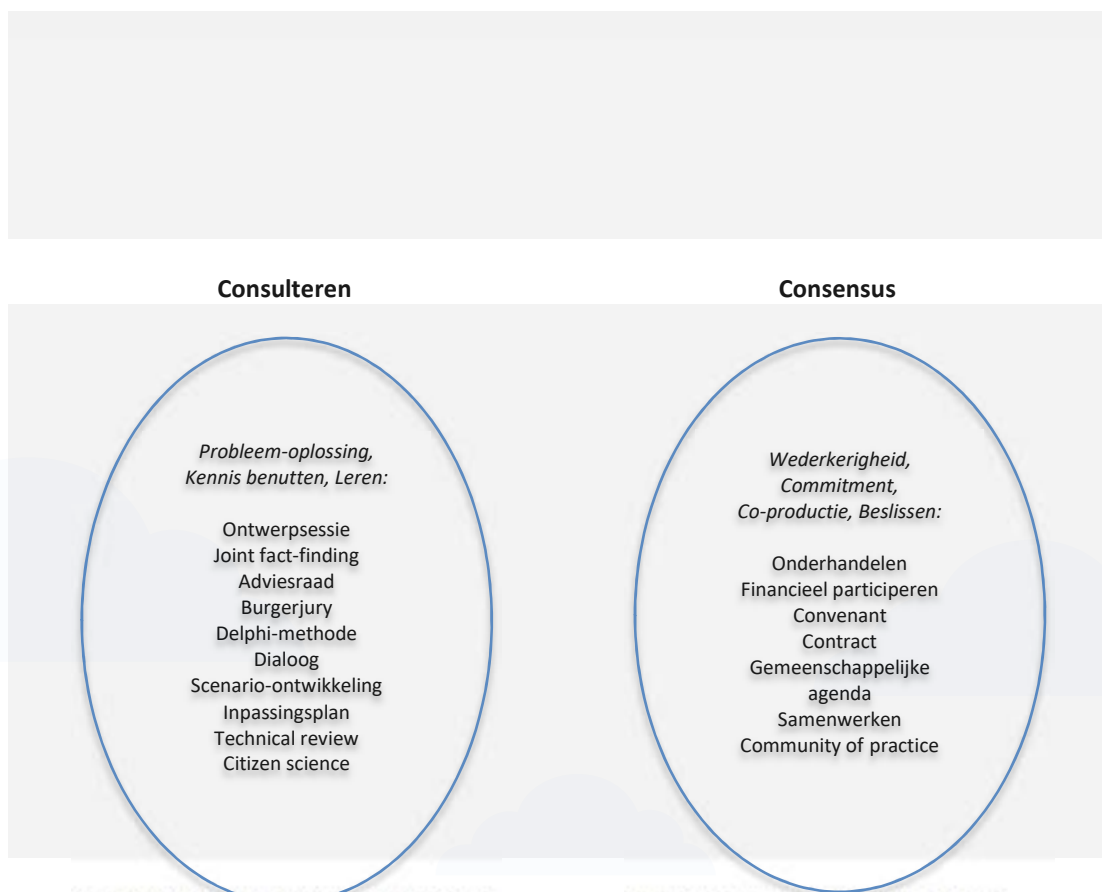 Consulteren
Probleem-oplossing,
Kennis benutten, Leren:
Ontwerpsessie
Joint fact-finding
Adviesraad
Burgerjury
Delphi-methode
Dialoog
Scenario-ontwikkeling
Inpassingsplan
Technical review
Citizen science
Consensus
Wederkerigheid,
Commitment,
Co-productie, Beslissen:
Onderhandelen
Financieel participeren
Convenant
Contract
Gemeenschappelijke
agenda
Samenwerken
Community of practice